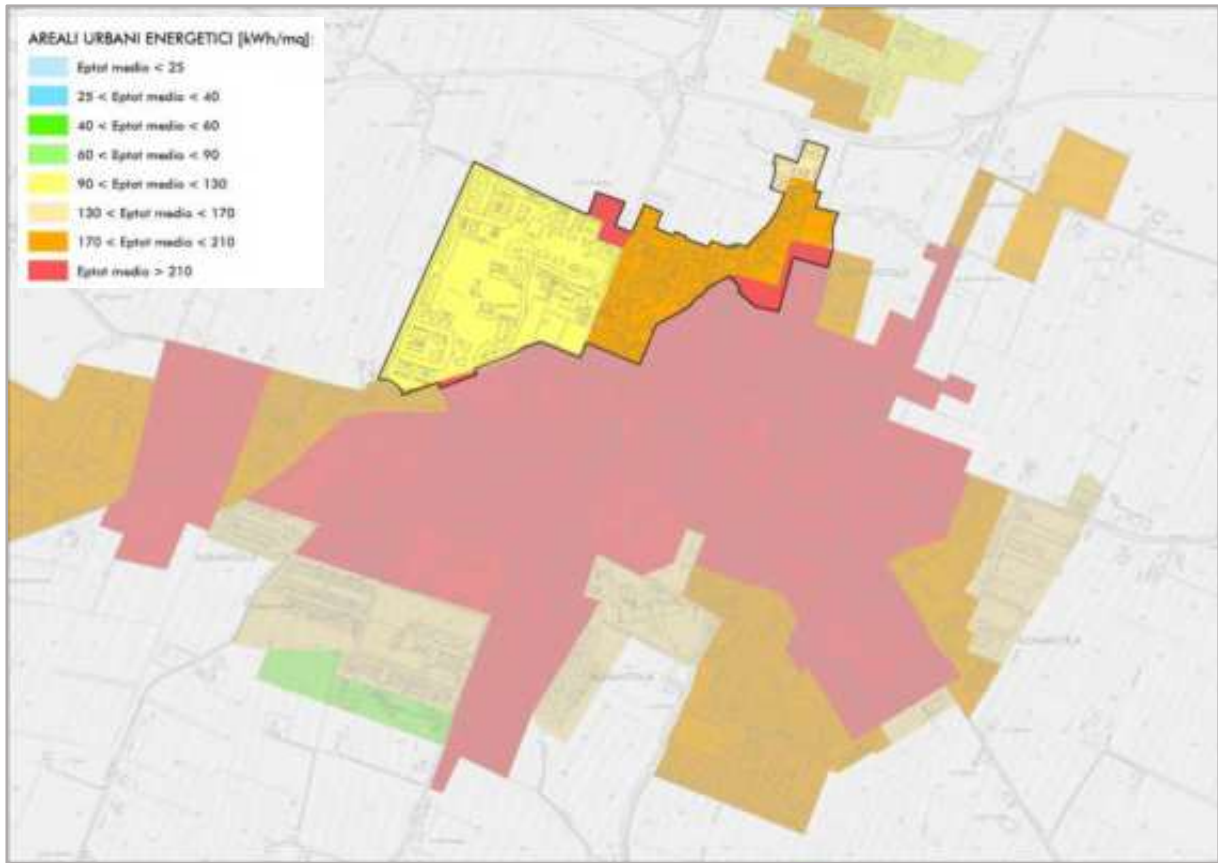 AREALI URBANI ENERGETICI [kWh/mq]:
Eptot medio < 25
25 < Eptot medio < 40
40 < Eptot medio < 60
60 < Eptot medio < 90
90 < Eptot medio < 130
130 < Eptot medio < 170
170 < Eptot medio < 210
Eptot medio > 210